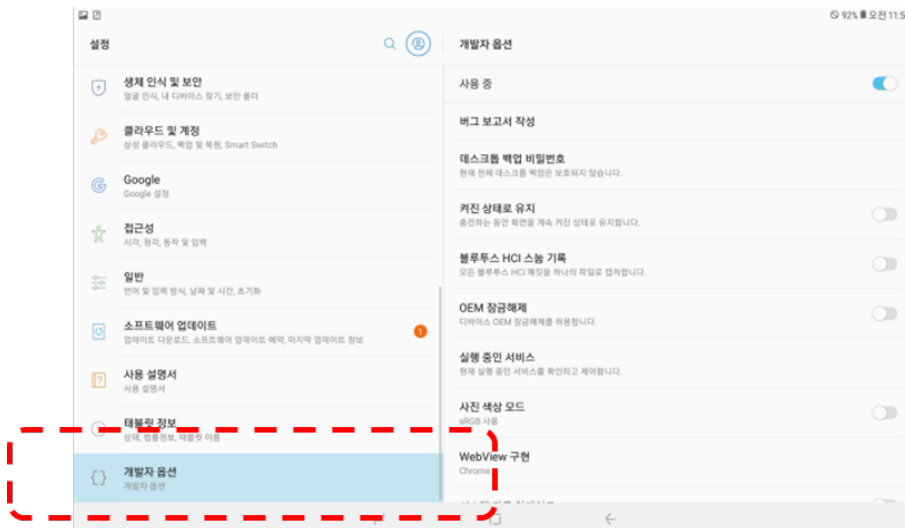 92% 오전 11:5
설정
생체 인식 및 보안
얼굴 인식, 내 디바이스 찾기, 보안 폴더
클라우드 및 계정
삼성 클라우드, 백업 및 복원, Smart Switch
Google
Google 설정
접근성
시각, 청각, 동작 및 입력
일반
언어 및 입력 방식, 날짜 및 시간, 초기화
소프트웨어 업데이트
업데이트 다운로드, 소프트웨어 업데이트 예약, 마지막 업데이트 정보
1
사용 설명서
사용 설명서
태블릿 정보
상태, 법률정보, 태블릿 이름
개발자 옵션
개발자 옵션
개발자 옵션
사용 중
버그 보고서 작성
데스크톱 백업 비밀번호
현재 전체 데스크톱 백업은 보호되지 않습니다.
켜진 상태로 유지
충전하는 동안 화면을 계속 켜진 상태로 유지합니다.
블루투스 HCI 스눕 기록
모든 블루투스 HCI 패킷을 하나의 파일로 캡처합니다.
OEM 잠금해제
디바이스 OEM 잠금해제를 허용합니다.
실행 중인 서비스
현재 실행 중인 서비스를 확인하고 제어합니다.
사진 색상 모드
sRGB 사용
WebView 구현
Chrome